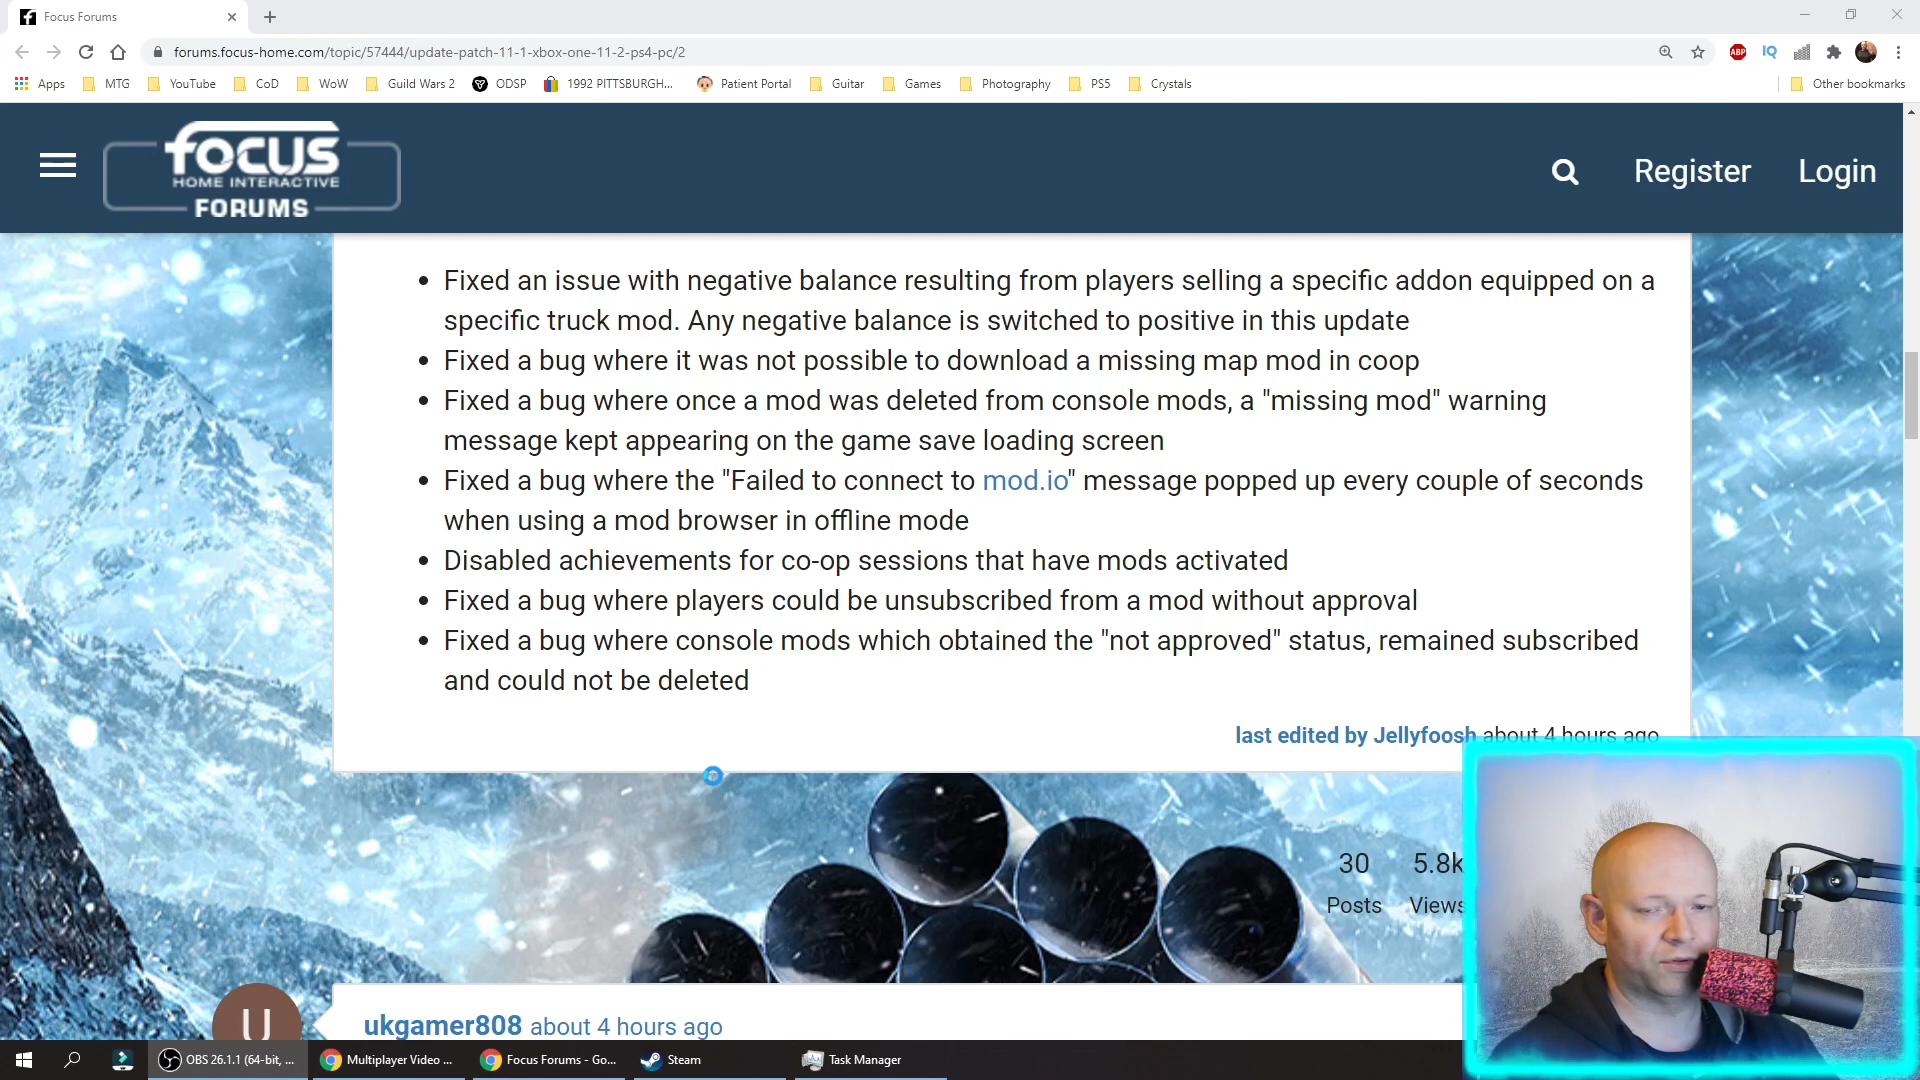 Focus Forums
forums.focus-home.com/topic/57444/update-patch-11-1-xbox-one-11-2-ps4-pc/2
ABP
IQ
Apps MTG YouTube CoD WoW Guild Wars 2 ODSP 1992 PITTSBURGH... Patient Portal Guitar Games Photography PS5 Crystals Other bookmarks
focus
HOME INTERACTIVE
FORUMS
Register Login
• Fixed an issue with negative balance resulting from players selling a specific addon equipped on a
specific truck mod. Any negative balance is switched to positive in this update
• Fixed a bug where it was not possible to download a missing map mod in coop
• Fixed a bug where once a mod was deleted from console mods, a "missing mod" warning
message kept appearing on the game save loading screen
• Fixed a bug where the "Failed to connect to mod.io" message popped up every couple of seconds
when using a mod browser in offline mode
• Disabled achievements for co-op sessions that have mods activated
• Fixed a bug where players could be unsubscribed from a mod without approval
• Fixed a bug where console mods which obtained the "not approved" status, remained subscribed
and could not be deleted
last edited by Jellyfoosh about 4 hours ago
30 5.8k
Posts Views
U
ukgamer808 about 4 hours ago
OBS 26.1.1 (64-bit, ... Multiplayer Video ... Focus Forums - Go... Steam Task Manager